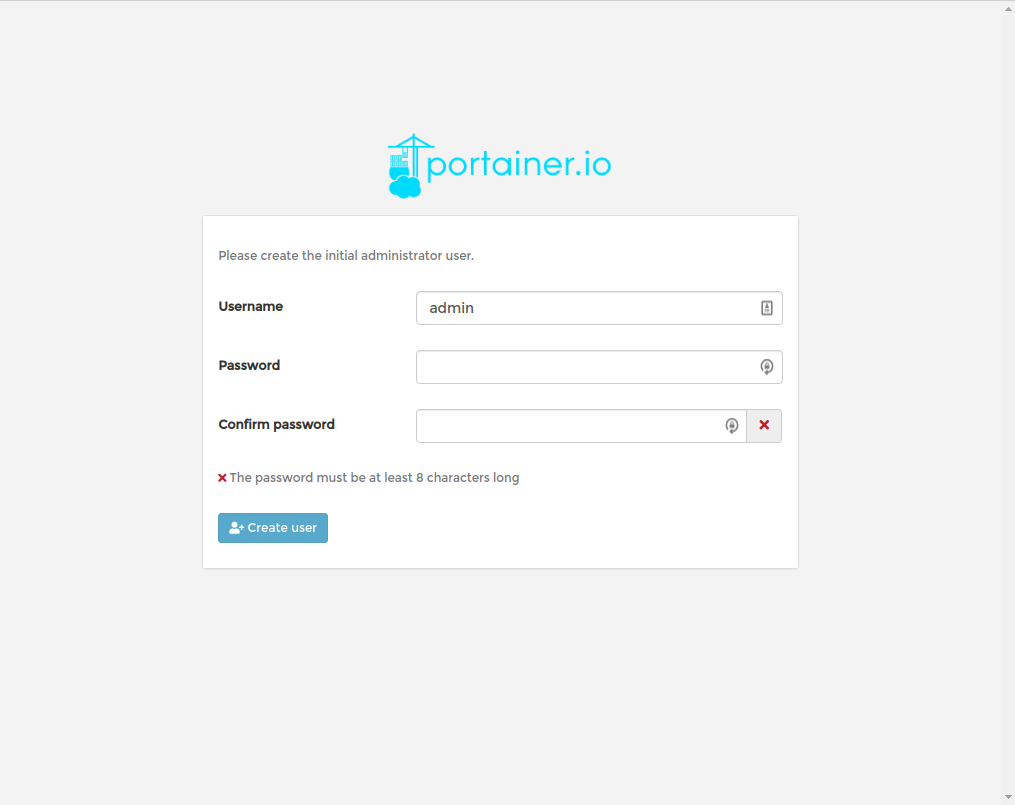 portainer.io
Please create the initial administrator user.
Username
admin
Password
Confirm password
The password must be at least 8 characters long
Create user